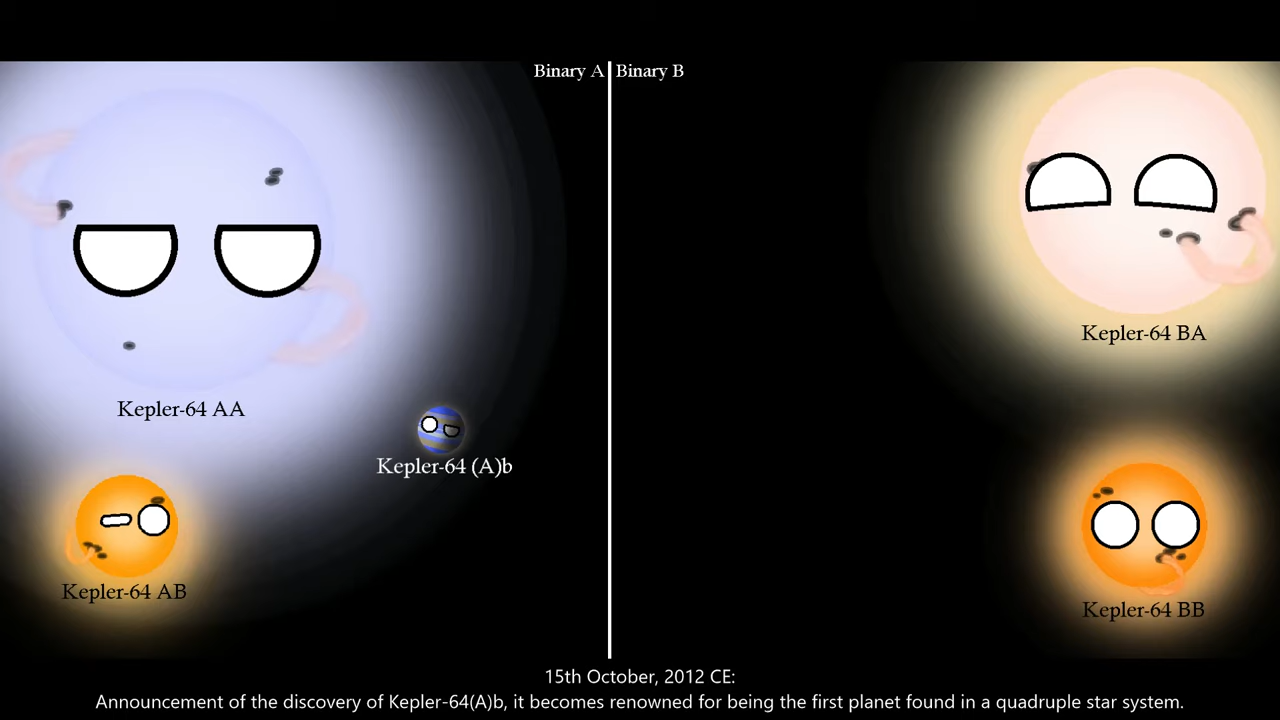 Binary A
Binary B
Kepler-64 BA
Kepler-64 AA
Kepler-64 (A)b
Kepler-64 AB
Kepler-64 BB
15th October, 2012 CE:
Announcement of the discovery of Kepler-64(A)b, it becomes renowned for being the first planet found in a quadruple star system.